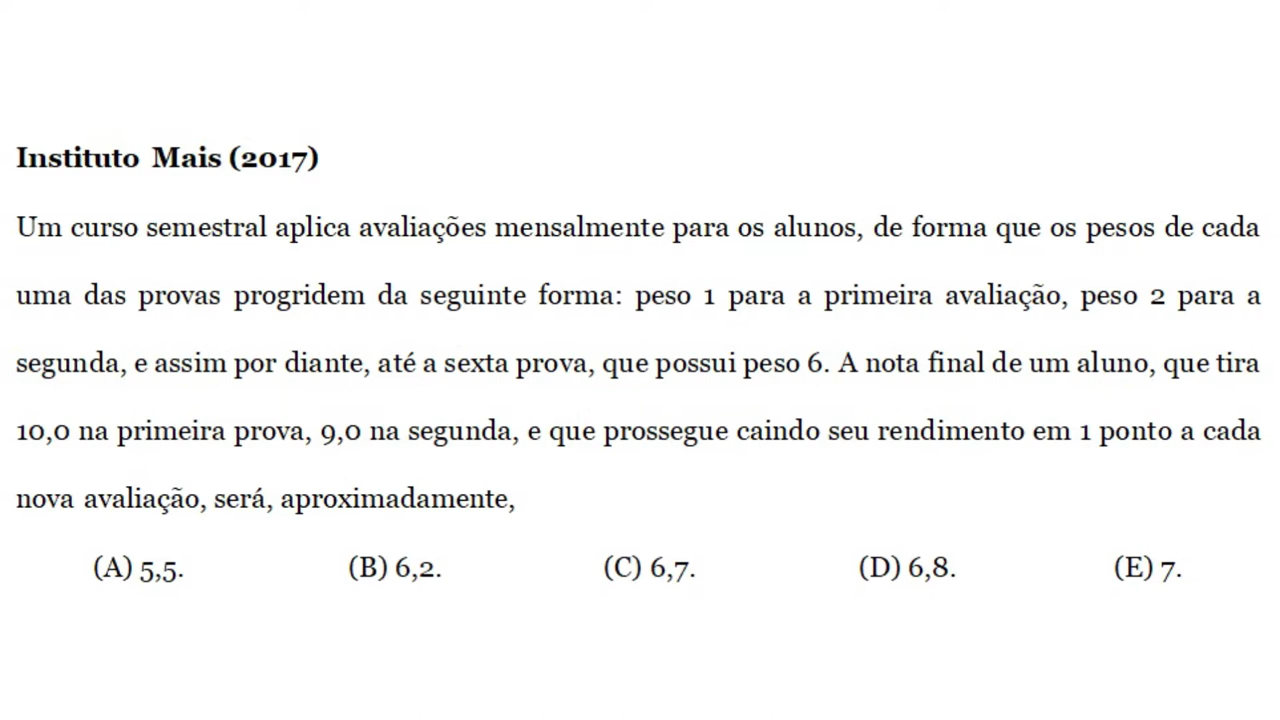 Instituto Mais (2017)
Um curso semestral aplica avaliações mensalmente para os alunos, de forma que os pesos de cada
uma das provas progridem da seguinte forma: peso 1 para a primeira avaliação, peso 2 para a
segunda, e assim por diante, até a sexta prova, que possui peso 6. A nota final de um aluno, que tira
10,0 na primeira prova, 9,0 na segunda, e que prossegue caindo seu rendimento em 1 ponto a cada
nova avaliação, será, aproximadamente,
(A) 5,5. (B) 6,2. (C) 6,7. (D) 6,8. (E) 7.